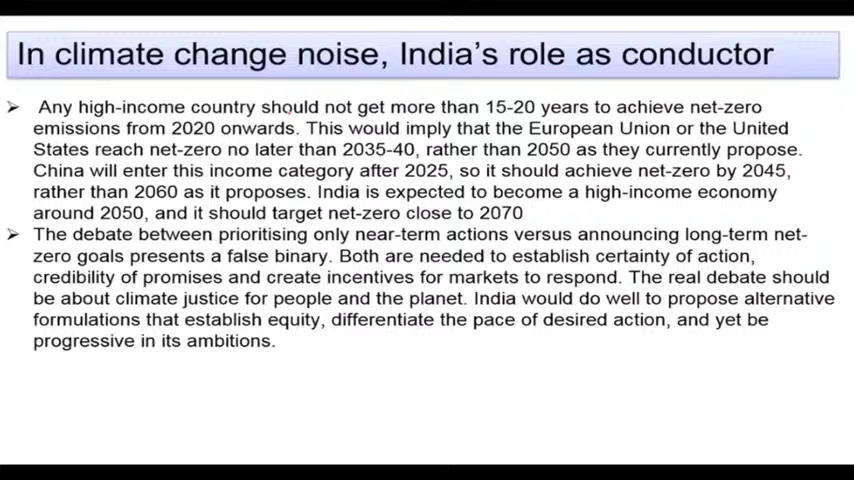 In climate change noise, India's role as conductor
➢ Any high-income country should not get more than 15-20 years to achieve net-zero
emissions from 2020 onwards. This would imply that the European Union or the United
States reach net-zero no later than 2035-40, rather than 2050 as they currently propose.
China will enter this income category after 2025, so it should achieve net-zero by 2045,
rather than 2060 as it proposes. India is expected to become a high-income economy
around 2050, and it should target net-zero close to 2070
➢ The debate between prioritising only near-term actions versus announcing long-term net-
zero goals presents a false binary. Both are needed to establish certainty of action,
credibility of promises and create incentives for markets to respond. The real debate should
be about climate justice for people and the planet. India would do well to propose alternative
formulations that establish equity, differentiate the pace of desired action, and yet be
progressive in its ambitions.